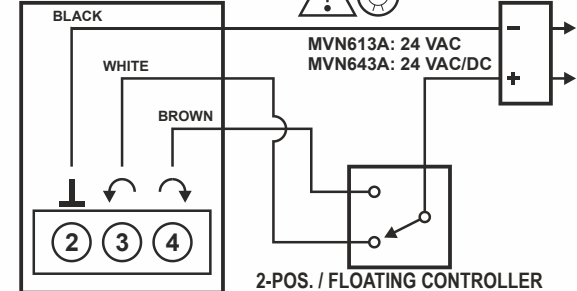 BLACK
!
−
MVN613A: 24 VAC
WHITE
MVN643A: 24 VAC/DC
+
BROWN
2 3 4
2-POS. / FLOATING CONTROLLER